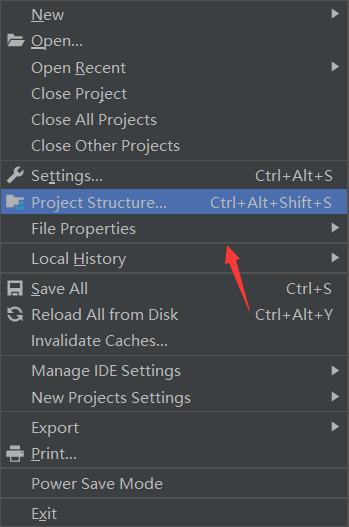 New
Open...
Open Recent
Close Project
Close All Projects
Close Other Projects
Settings... Ctrl+Alt+S
Project Structure... Ctrl+Alt+Shift+S
File Properties
Local History
Save All Ctrl+S
Reload All from Disk Ctrl+Alt+Y
Invalidate Caches...
Manage IDE Settings
New Projects Settings
Export
Print...
Power Save Mode
Exit